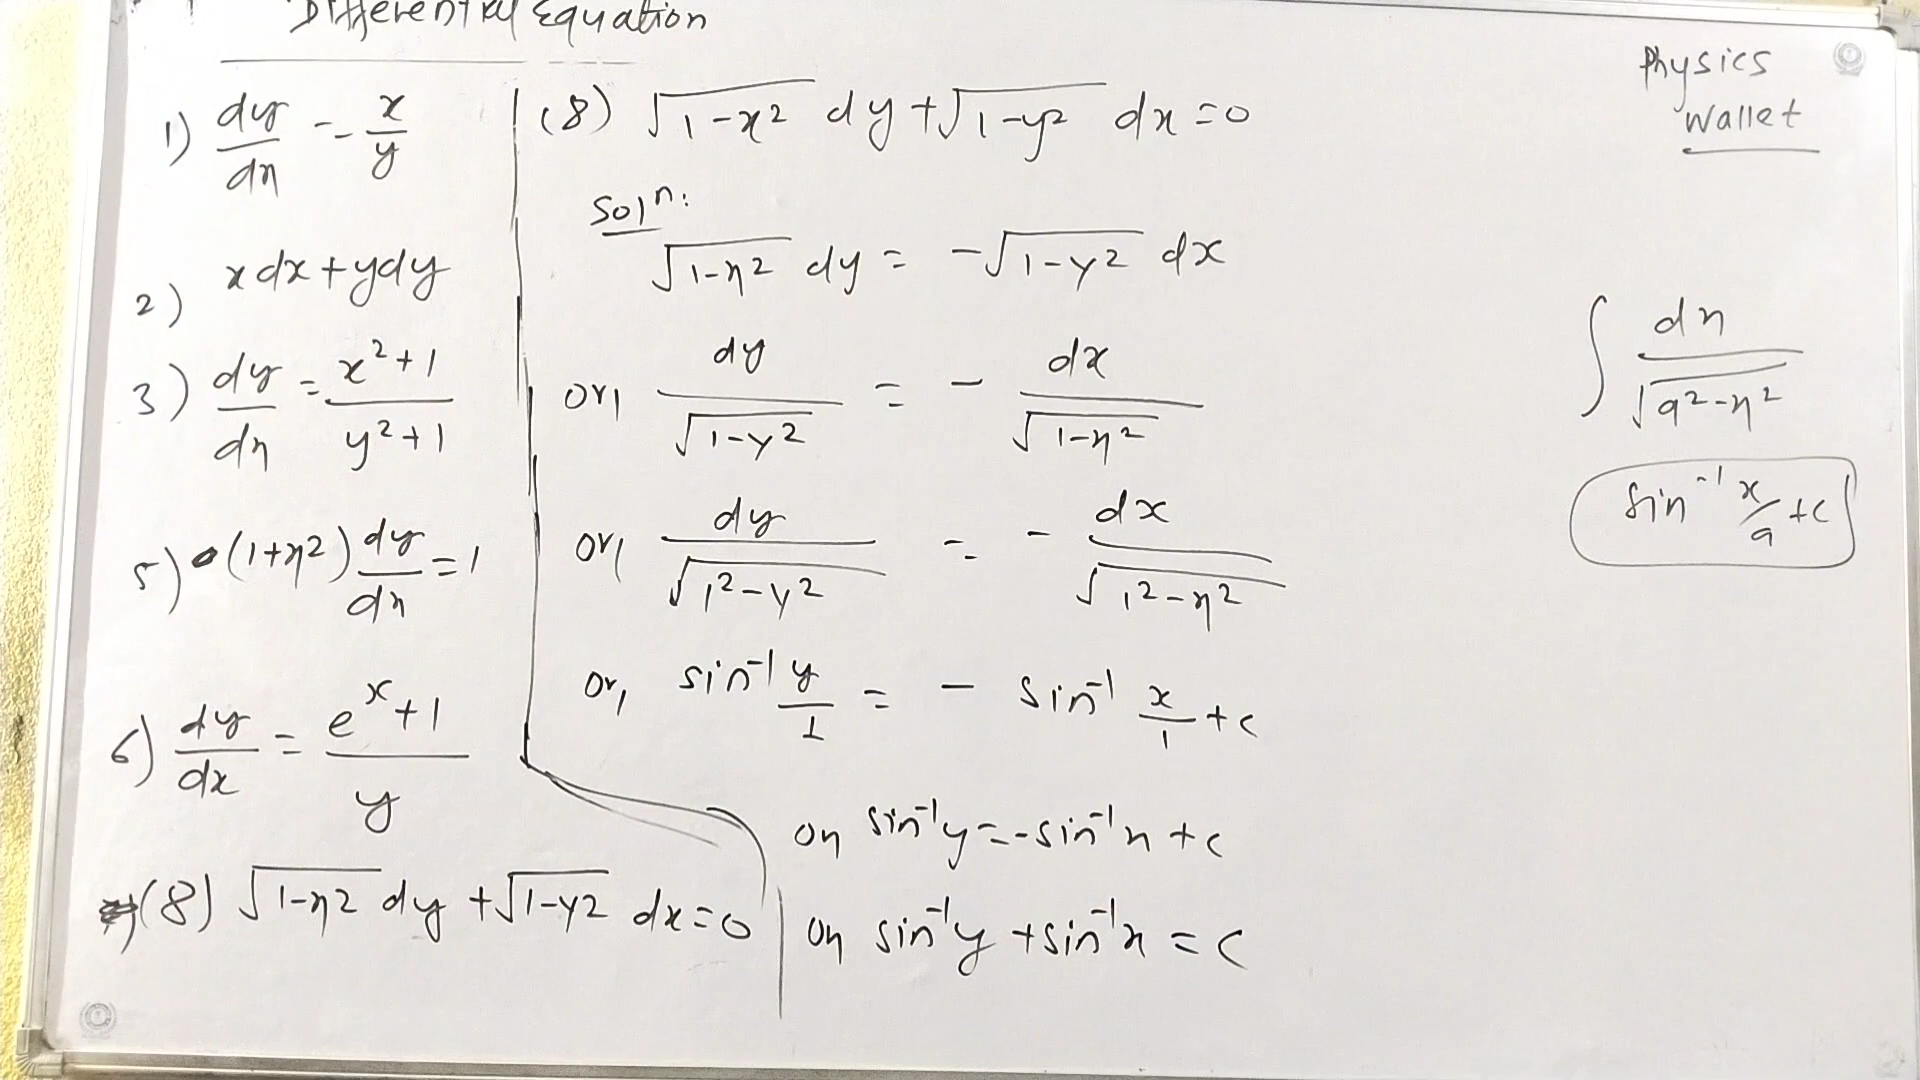 Differential Equation
1) dy/dx = - x/y
2) xdx + ydy
3) dy/dx = x²+1 / y²+1
5) (1+x²) dy/dx = 1
6) dy/dx = eˣ+1 / y
(8) √1-x² dy + √1-y² dx = 0
(8) √1-x² dy + √1-y² dx = 0
Solⁿ:
√1-x² dy = - √1-y² dx
or, dy/√1-y² = - dx/√1-x²
or, dy/√1²-y² = - dx/√1²-x²
or, sin⁻¹ y/1 = - sin⁻¹ x/1 + c
or sin⁻¹y = - sin⁻¹x + c
or sin⁻¹y + sin⁻¹x = c
Physics
Wallet
∫ dx/√a²-x²
sin⁻¹ x/a + c